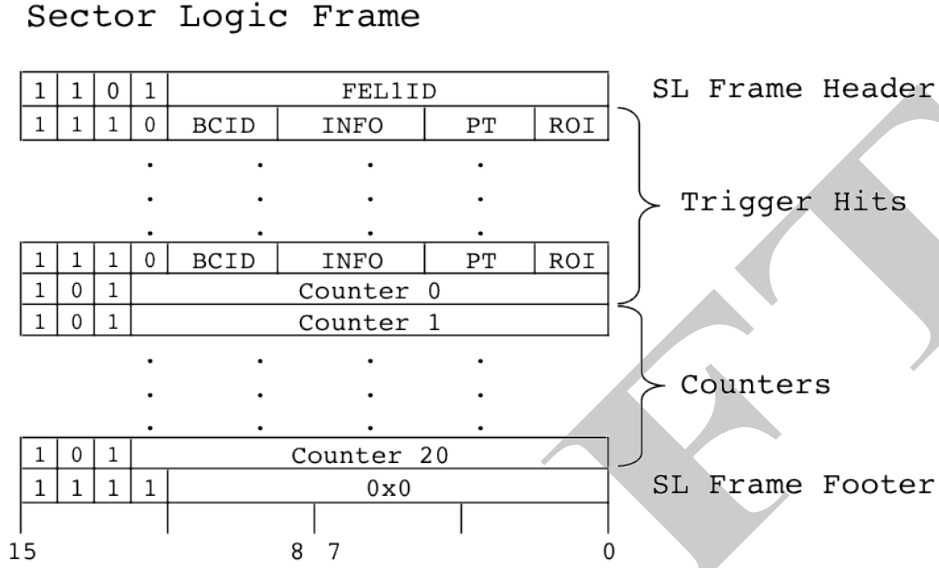 Sector Logic Frame
1 1 0 1 FEL1ID SL Frame Header
1 1 1 0 BCID INFO PT ROI
. . . .
. . . .
Trigger Hits
. . . .
1 1 1 0 BCID INFO PT ROI
1 0 1 Counter 0
1 0 1 Counter 1
. . . .
Counters
. . . .
. . . .
1 0 1 Counter 20
1 1 1 1 0x0 SL Frame Footer
15 8 7 0
FT